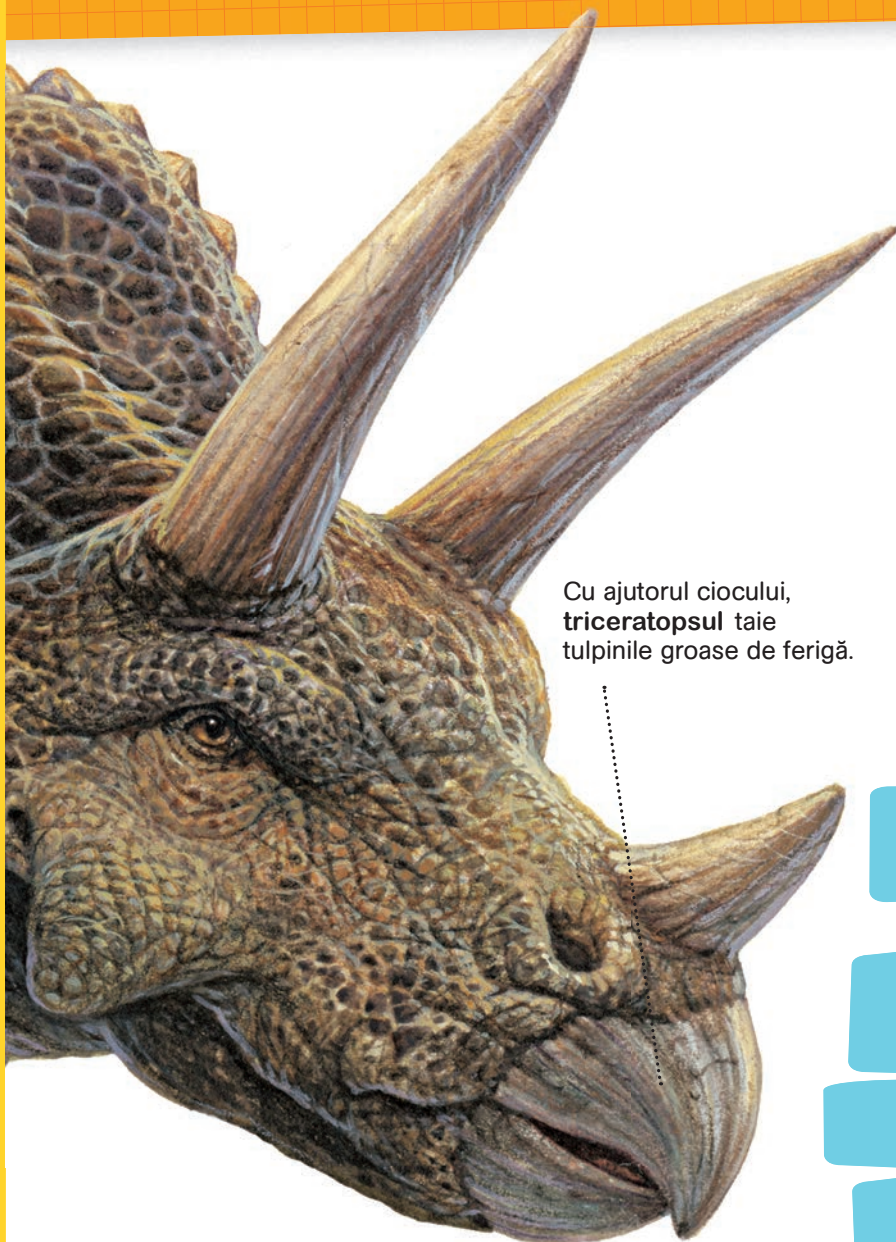 Cu ajutorul ciocului,
triceratopsul taie
tulpinile groase de ferigă.